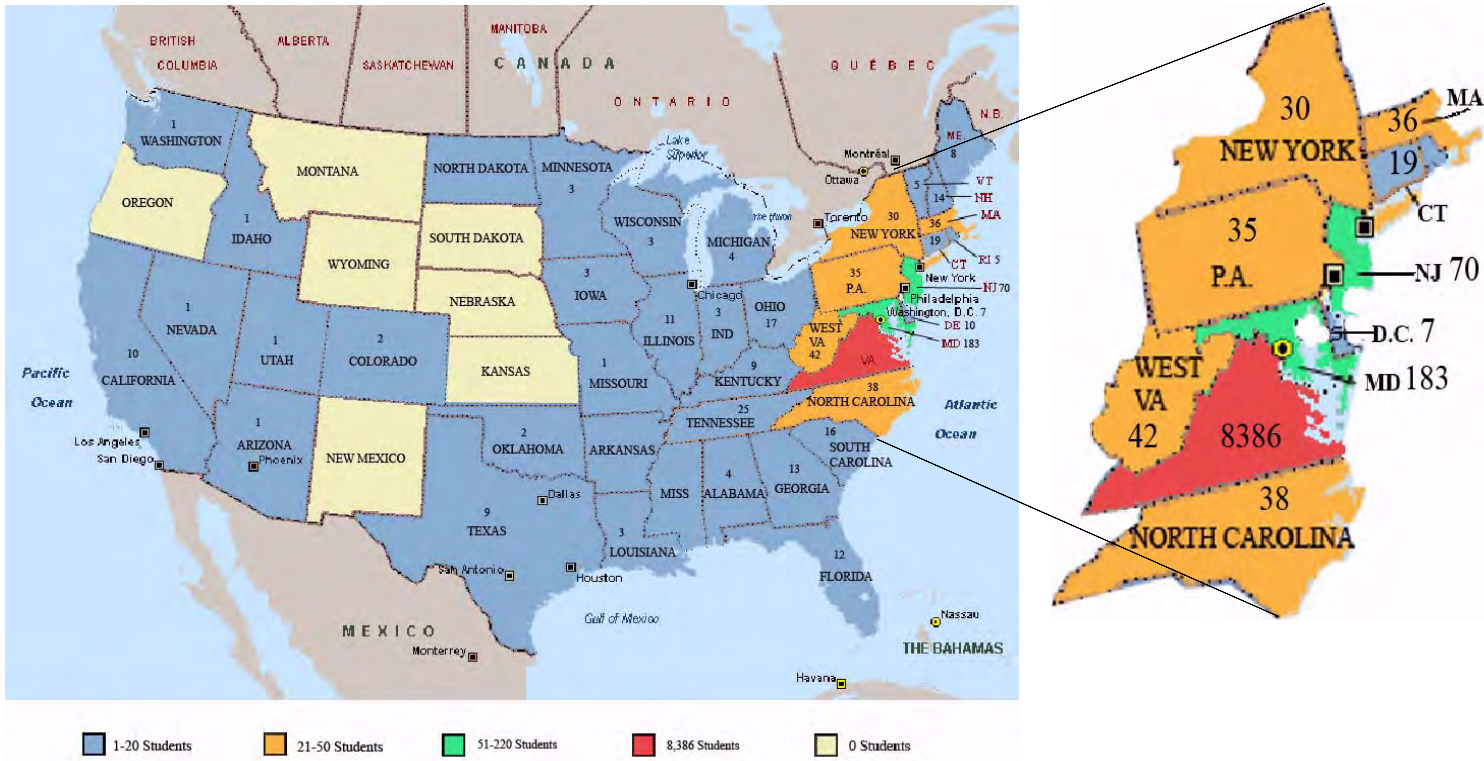 BRITISH
COLUMBIA
ALBERTA
SASKATCHEWAN
MANITOBA
CANADA
ONTARIO
QUÉBEC
N.B.
Lake
Superior
Montréal
Ottawa
Toronto
1
WASHINGTON
MONTANA
NORTH DAKOTA
MINNESOTA
3
OREGON
1
IDAHO
WYOMING
SOUTH DAKOTA
WISCONSIN
3
MICHIGAN
4
ME.
8
5
VT
14
NH
36
MA
30
NEW YORK
19
CT
RI 5
New York
35
P.A.
NJ 70
Philadelphia
Washington, D.C. 7
DE 10
MD 183
1
NEVADA
1
UTAH
2
COLORADO
NEBRASKA
KANSAS
3
IOWA
Chicago
11
ILLINOIS
3
IND
OHIO
17
WEST
VA
42
VA
10
CALIFORNIA
1
MISSOURI
9
KENTUCKY
38
NORTH CAROLINA
25
TENNESSEE
Pacific
Ocean
Atlantic
Ocean
Los Angeles
San Diego
1
ARIZONA
Phoenix
NEW MEXICO
2
OKLAHOMA
ARKANSAS
16
SOUTH
CAROLINA
MISS
4
ALABAMA
13
GEORGIA
Dallas
9
TEXAS
3
LOUISIANA
12
FLORIDA
San Antonio
Houston
Gulf of Mexico
MEXICO
Monterrey
Nassau
THE BAHAMAS
Havana
30
NEW YORK
36
MA
19
CT
35
P.A.
NJ 70
D.C. 7
MD 183
WEST
VA
42
8386
38
NORTH CAROLINA
1-20 Students
21-50 Students
51-220 Students
8,386 Students
0 Students